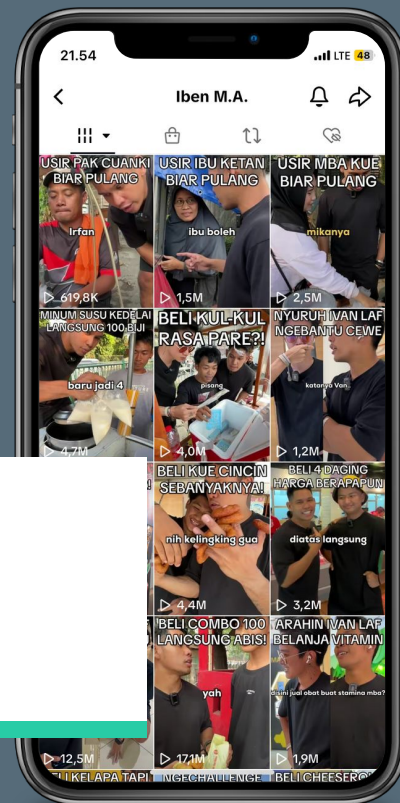 21.54
LTE 48
Iben M.A.
USIR PAK CUANKI
BIAR PULANG
Irfan
619,8K
USIR IBU KETAN
BIAR PULANG
ibu boleh
1,5M
USIR MBA KUE
BIAR PULANG
mikanya
2,5M
MINUM SUSU KEDELAI
LANGSUNG 100 BIJI
baru jadi 4
4,7M
BELI KUL-KUL
RASA PARE?!
pisang
4,0M
NYURUH IVAN LAF
NGEBANTU CEWE
katanya Van
1,2M
BELI KUE CINCIN
SEBANYAKNYA!
nih kelingking gua
4,4M
BELI 4 DAGING
HARGA BERAPAPUN
diatas langsung
3,2M
12,5M
BELI COMBO 100
LANGSUNG ABIS!
yah
17,1M
ARAHIN IVAN LAF
BELANJA VITAMIN
disini jual obat buat stamina mba?
1,9M
BELI KELAPA TAPI
NGECHALLENGE